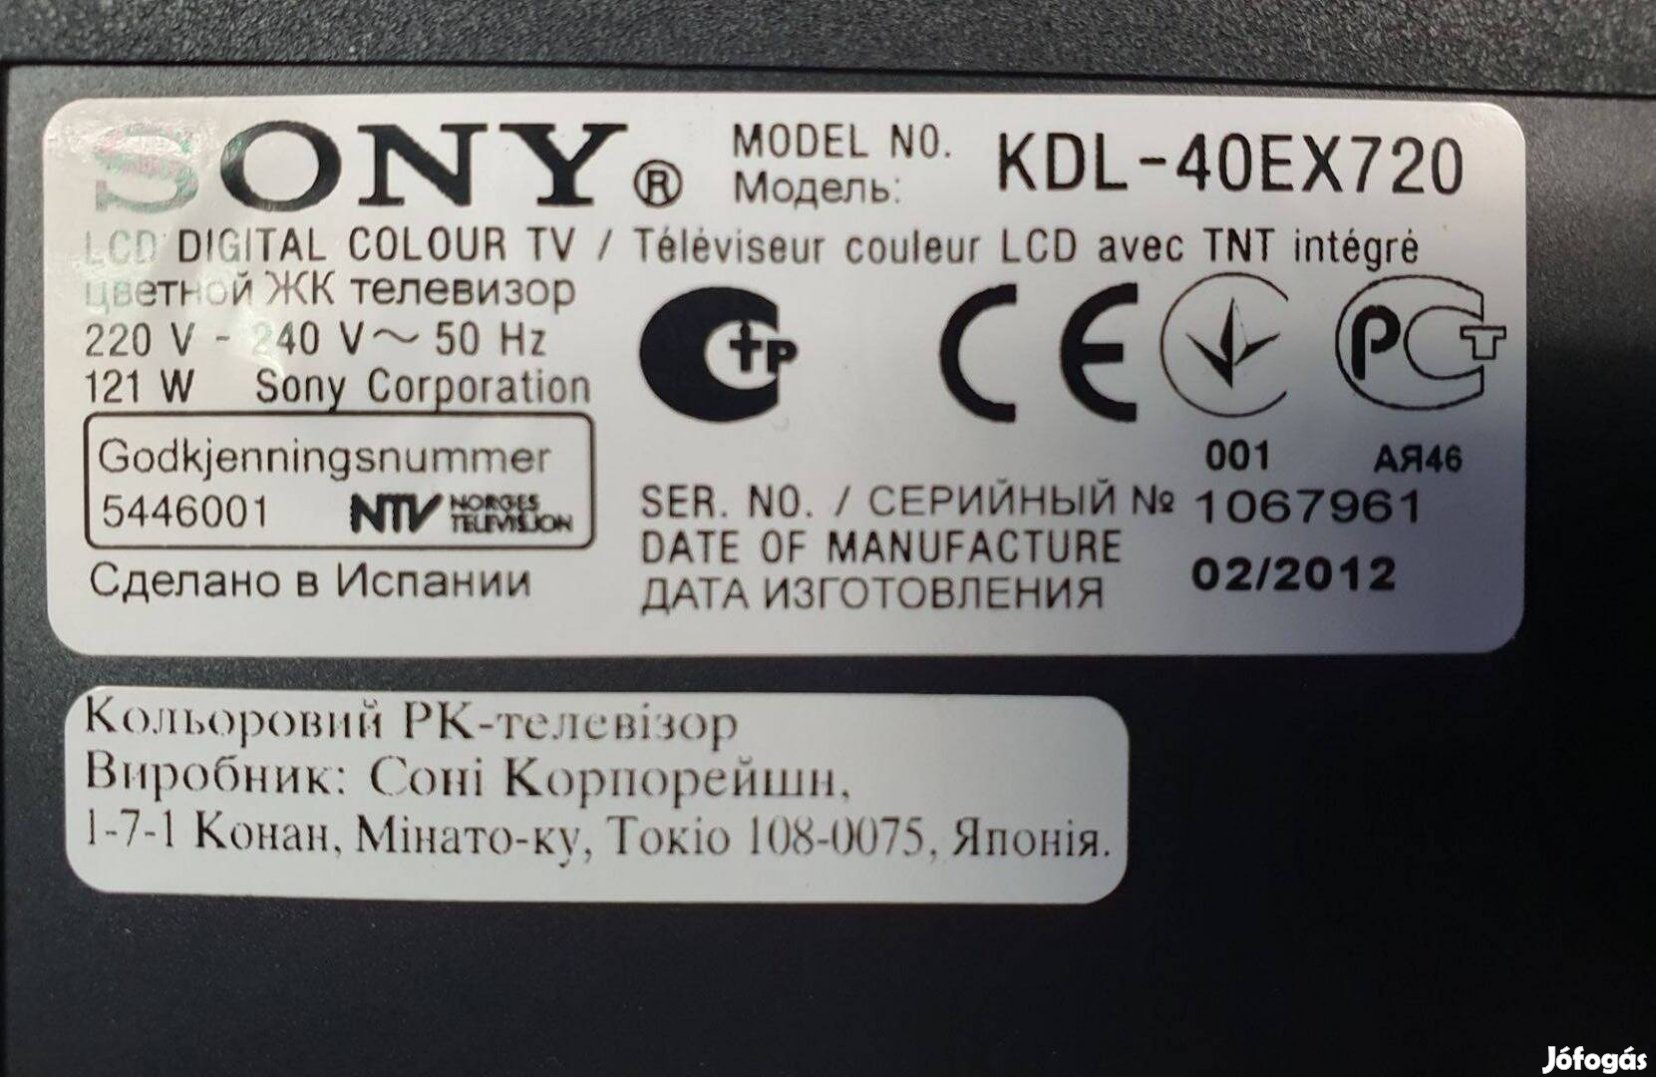 SONY® MODEL NO. KDL-40EX720
Модель:
LCD DIGITAL COLOUR TV / Téléviseur couleur LCD avec TNT intégré
цветной ЖК телевизор
220 V - 240 V~ 50 Hz
121 W Sony Corporation
CE
РСТ
001 АЯ46
Godkjenningsnummer
5446001 NTV NORGES TELEVISJON
Сделано в Испании
SER. NO. / СЕРИЙНЫЙ № 1067961
DATE OF MANUFACTURE 02/2012
ДАТА ИЗГОТОВЛЕНИЯ
Кольоровий РК-телевізор
Виробник: Соні Корпорейшн,
1-7-1 Конан, Мінато-ку, Токіо 108-0075, Японія.
Jófogás